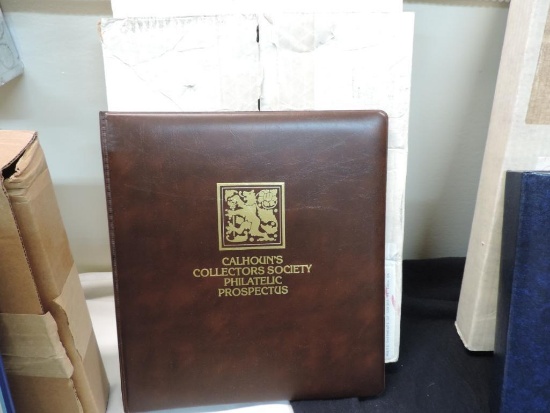 CALHOUN'S
COLLECTORS SOCIETY
PHILATELIC
PROSPECTUS